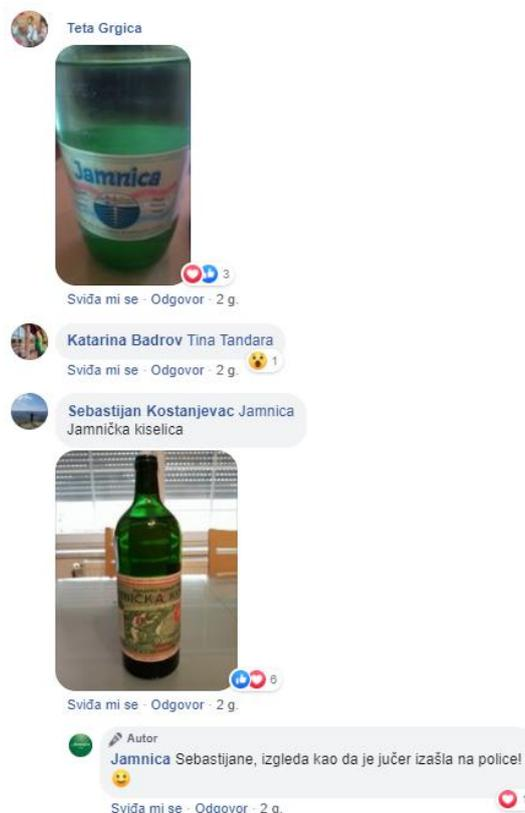 Teta Grgica
Jamnica
3
Sviđa mi se · Odgovor · 2 g.
Katarina Badrov Tina Tandara
1
Sviđa mi se · Odgovor · 2 g.
Sebastijan Kostanjevac Jamnica
Jamnička kiselica
6
Sviđa mi se · Odgovor · 2 g.
Autor
Jamnica Sebastijane, izgleda kao da je jučer izašla na police!
😀
Sviđa mi se · Odgovor · 2 g.